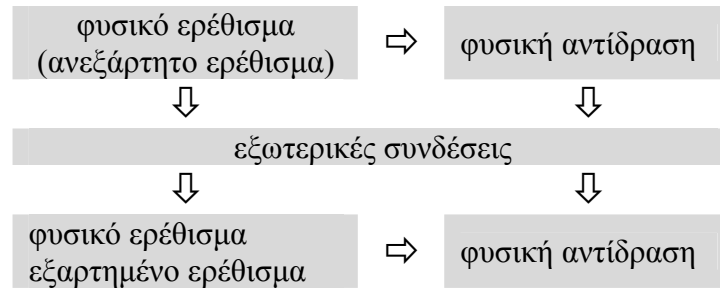 φυσικό ερέθισμα
(ανεξάρτητο ερέθισμα)
φυσική αντίδραση
εξωτερικές συνδέσεις
φυσικό ερέθισμα
εξαρτημένο ερέθισμα
φυσική αντίδραση